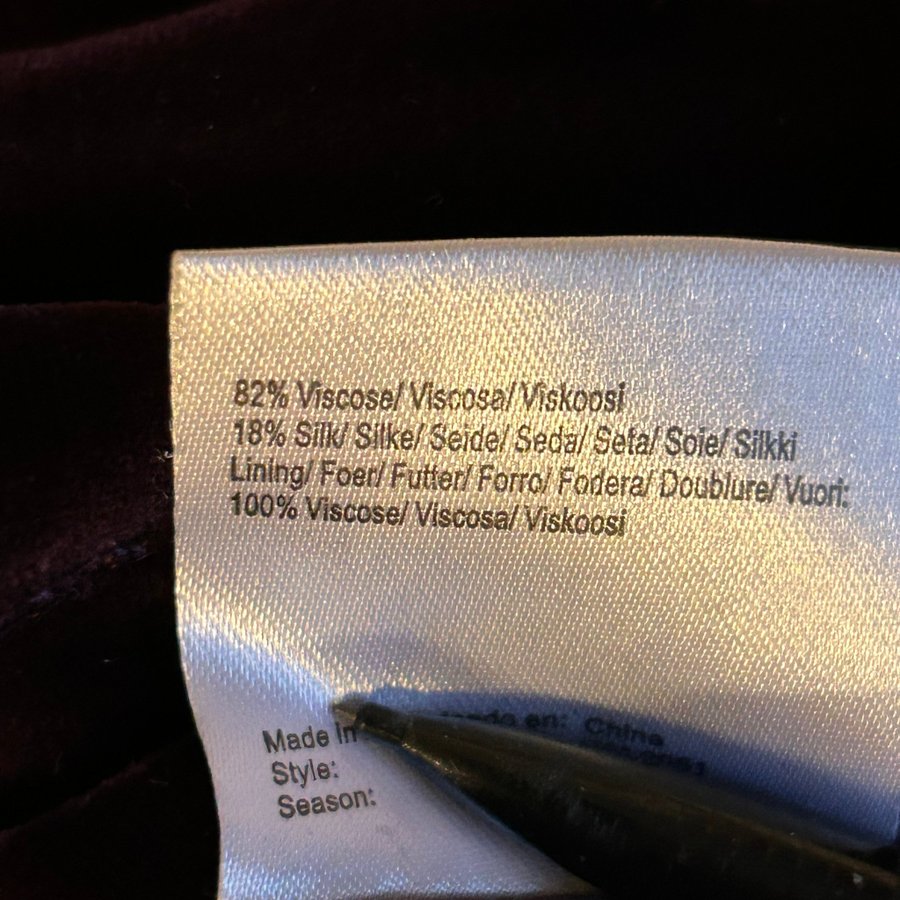 82% Viscose/ Viscosa/ Viskoosi
18% Silk/ Silke/ Seide/ Seda/ Seta/ Soie/ Silkki
Lining/ Foer/ Futter/ Forro/ Fodera/ Doublure/ Vuori:
100% Viscose/ Viscosa/ Viskoosi
Made in en: China
Style:
Season: